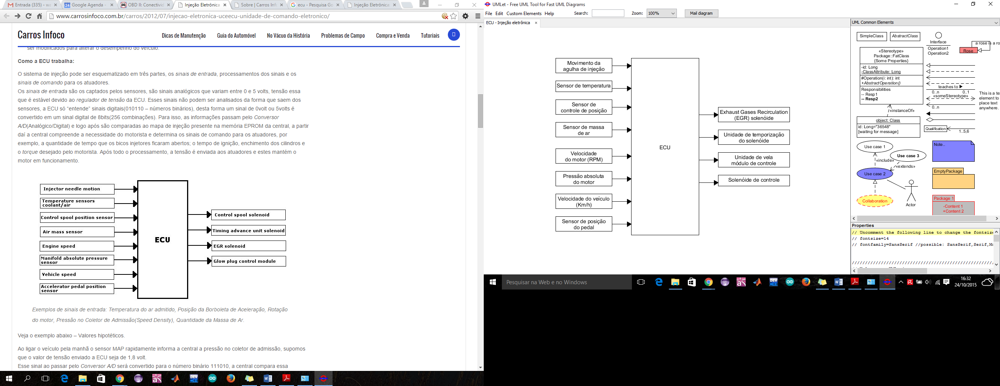 Entrada (335) - wa
Google Agenda -
OBD II: Conectivid
Injeção Eletrônica
Sobre | Carros Info
ecu - Pesquisa Go
Injeção Eletrônica:
www.carrosinfoco.com.br/carros/2012/07/injecao-eletronica-uceecu-unidade-de-comando-eletronico/
Carros Infoco
Dicas de Manutenção
Guia do Automóvel
No Vácuo da História
Problemas de Campo
Compra e Venda
Tutoriais
ser modificados para alterar o desempenho do veículo.
Como a ECU trabalha:
O sistema de injeção pode ser esquematizado em três partes, os sinais de entrada, processamentos dos sinais e os
sinais de comando para os atuadores.
Os sinais de entrada são os captados pelos sensores, são sinais analógicos que variam entre 0 e 5 volts, tensão essa
que é estável devido ao regulador de tensão da ECU. Esses sinais não podem ser analisados da forma que saem dos
sensores, a ECU só “entende” sinais digitais(010110 – números binários), desta forma um sinal de 0volt ou 5volts é
convertido em um sinal digital de 8bits(256 combinações). Para isso, as informações passam pelo Conversor
A/D(Analógico/Digital) e logo após são comparadas ao mapa de injeção presente na memória EPROM da central, a partir
daí a central compreende a necessidade do motorista e determina os sinais de comando para os atuadores, por
exemplo, a quantidade de tempo que os bicos injetores ficaram abertos; o tempo de ignição, enchimento dos cilindros e
o torque desejado pelo motorista. Após todo o processamento, a tensão é enviada aos atuadores e estes mantém o
motor em funcionamento.
Injector needle motion
Temperature sensors
coolant/air
Control spool position sensor
Air mass sensor
Engine speed
Manifold absolute pressure
sensor
Vehicle speed
Accelerator pedal position
sensor
ECU
Control spool solenoid
Timing advance unit solenoid
EGR solenoid
Glow plug control module
Exemplos de sinais de entrada: Temperatura do ar admitido, Posição da Borboleta de Aceleração, Rotação
do motor, Pressão no Coletor de Admissão(Speed Density), Quantidade da Massa de Ar.
Veja o exemplo abaixo – Valores hipotéticos.
Ao ligar o veículo pela manhã o sensor MAP rapidamente informa a central a pressão no coletor de admissão, supomos
que o valor de tensão enviado a ECU seja de 1,8 volt.
Esse sinal ao passar pelo Conversor A/D será convertido para o número binário 111010, a central compara essa
UMLet - Free UML Tool for Fast UML Diagrams
File Edit Custom Elements Help
Search:
Zoom: 100%
Mail diagram
ECU - Injeção eletrônica
Movimento da
agulha de injeção
Sensor de temperatura
Sensor de
controle de posição
Sensor de massa
de ar
Velocidade
do motor (RPM)
Pressão absoluta
do motor
Velocidade do veículo
(Km/h)
Sensor de posição
do pedal
ECU
Exhaust Gases Recirculation
(EGR) solenóide
Unidade de temporização
do solenóide
Unidade de vela
módulo de controle
Solenóide de controle
UML Common Elements
SimpleClass
AbstractClass
Interface
Operation1
Operation2
a rose is a ro
Rose
«Stereotype»
Package::FatClass
{Some Properties}
-id: Long
-ClassAttribute: Long
#Operation(i: int): int
+AbstractOperation()
Responsibilities
-- Resp1
-- Resp2
teaches to
0..n 0..1
«someStereotype»
0..n
This is a te
element to
place text
anywhere.
«instanceOf»
object: Class
id: Long="36548"
[waiting for message]
Qualification
1..5,6
Use case 1
Use case 3
«include»
«extends»
Use case 2
Collaboration
Actor
Note..
EmptyPackage
Package 1
-Content 1
+Content 2
Properties
// Uncomment the following line to change the fontsize
// fontsize=14
// fontfamily=SansSerif //possible: SansSerif,Serif,Mo
//////////////////////////////////////////////////////
Pesquisar na Web e no Windows
DEV
16:32
24/10/2015
DEV